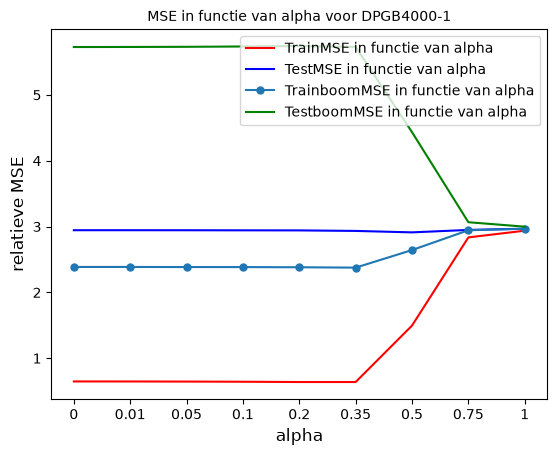 MSE in functie van alpha voor DPGB4000-1
TrainMSE in functie van alpha
TestMSE in functie van alpha
TrainboomMSE in functie van alpha
TestboomMSE in functie van alpha
relatieve MSE
5
4
3
2
1
0 0.01 0.05 0.1 0.2 0.35 0.5 0.75 1
alpha